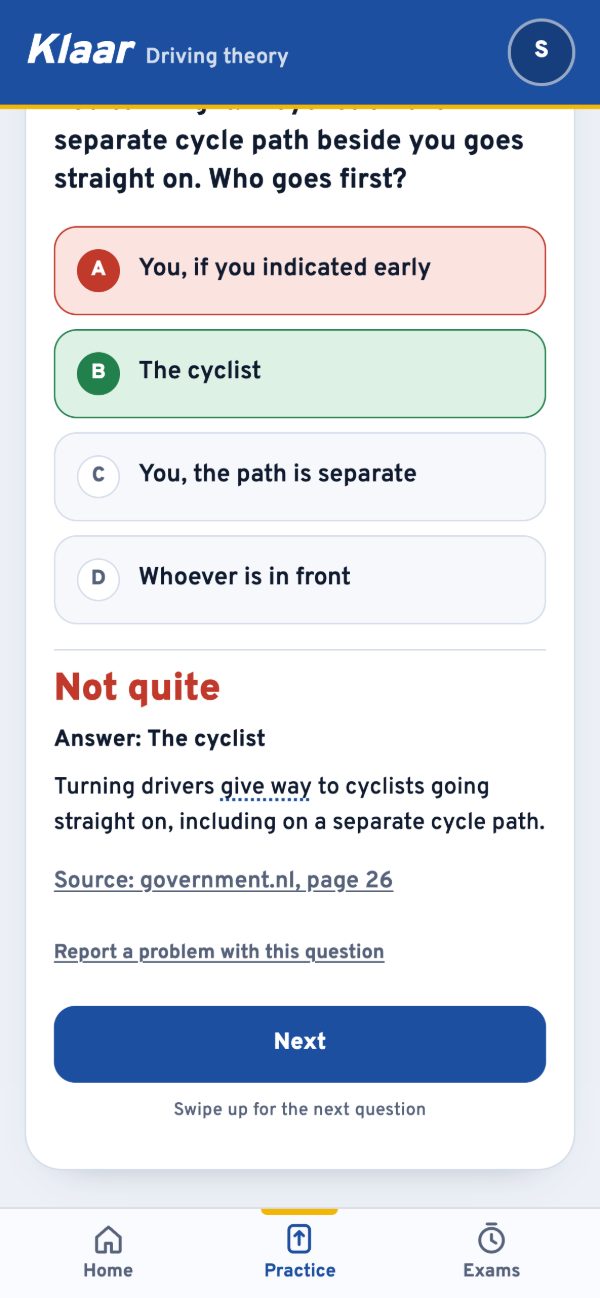 Klaar Driving theory
S
separate cycle path beside you goes
straight on. Who goes first?
A You, if you indicated early
B The cyclist
C You, the path is separate
D Whoever is in front
Not quite
Answer: The cyclist
Turning drivers give way to cyclists going
straight on, including on a separate cycle path.
Source: government.nl, page 26
Report a problem with this question
Next
Swipe up for the next question
Home
Practice
Exams